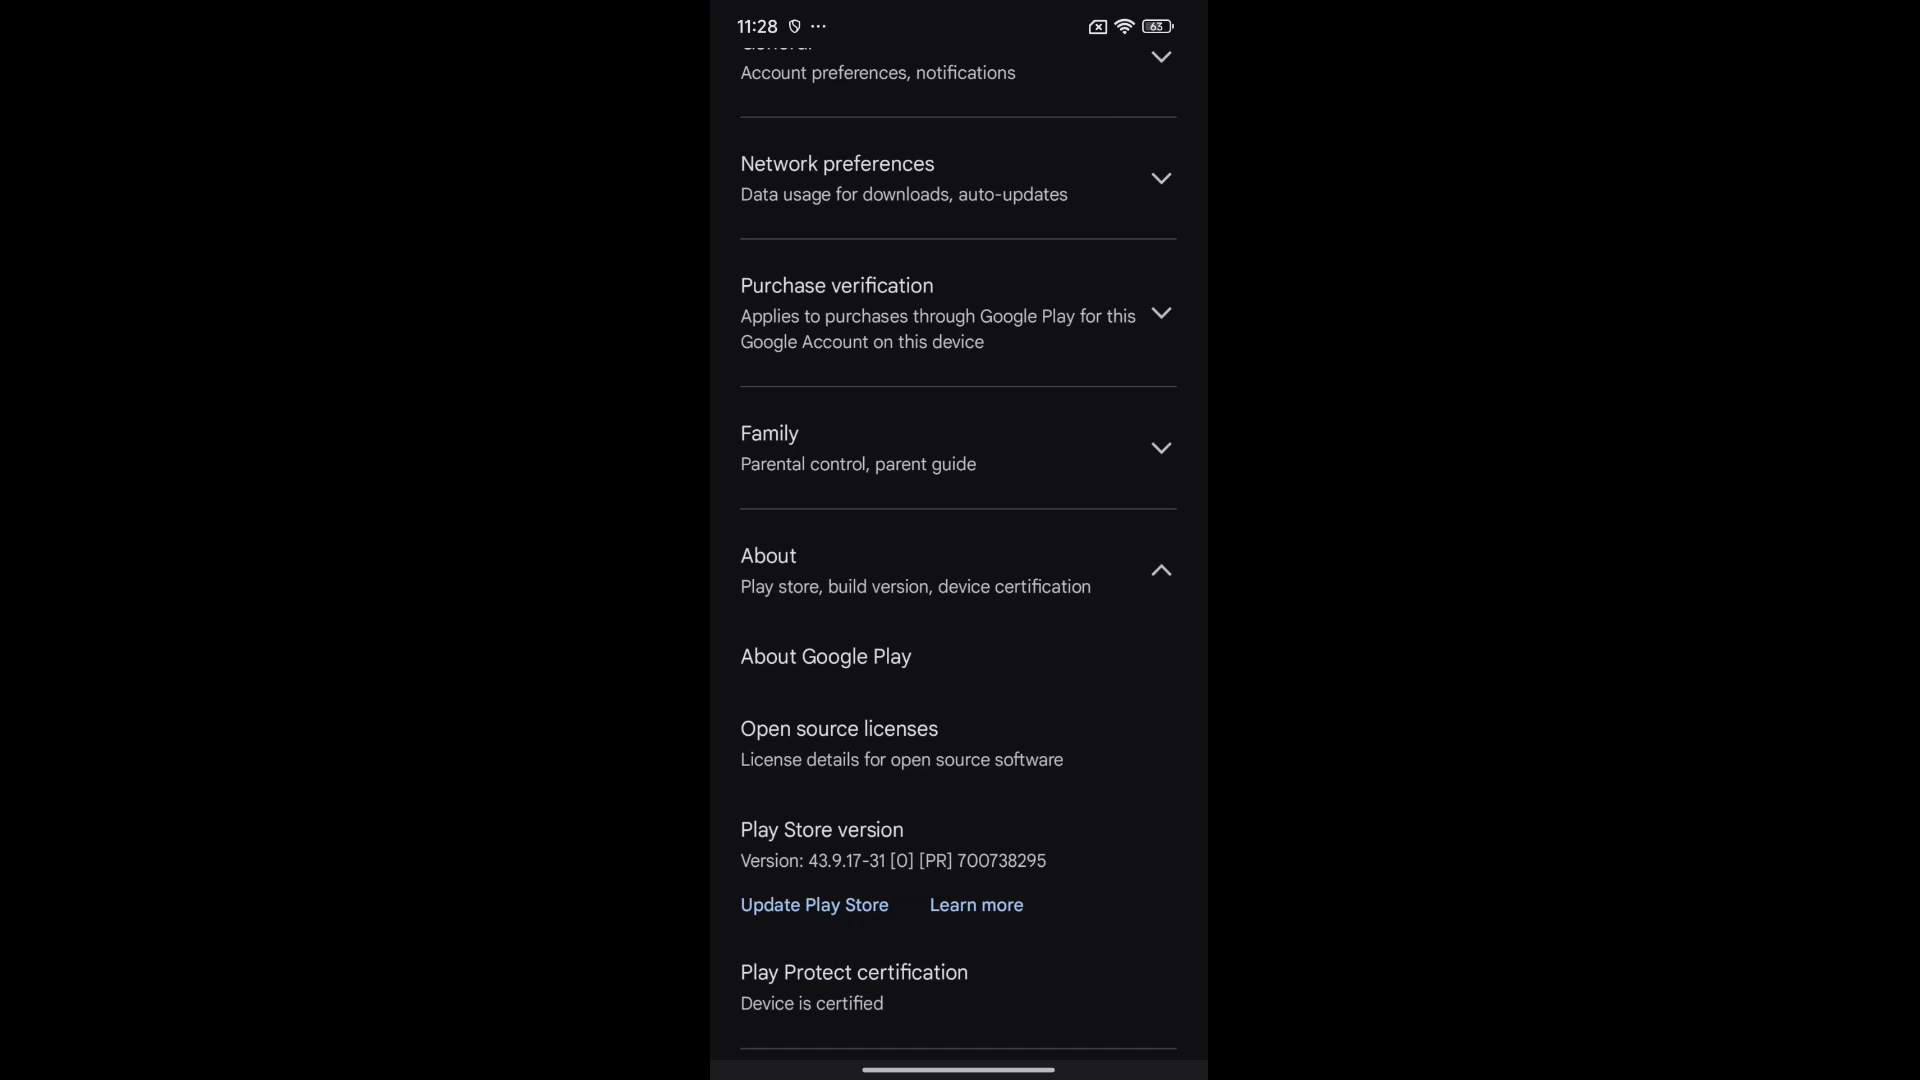 11:28
63
General
Account preferences, notifications
Network preferences
Data usage for downloads, auto-updates
Purchase verification
Applies to purchases through Google Play for this
Google Account on this device
Family
Parental control, parent guide
About
Play store, build version, device certification
About Google Play
Open source licenses
License details for open source software
Play Store version
Version: 43.9.17-31 [0] [PR] 700738295
Update Play Store Learn more
Play Protect certification
Device is certified